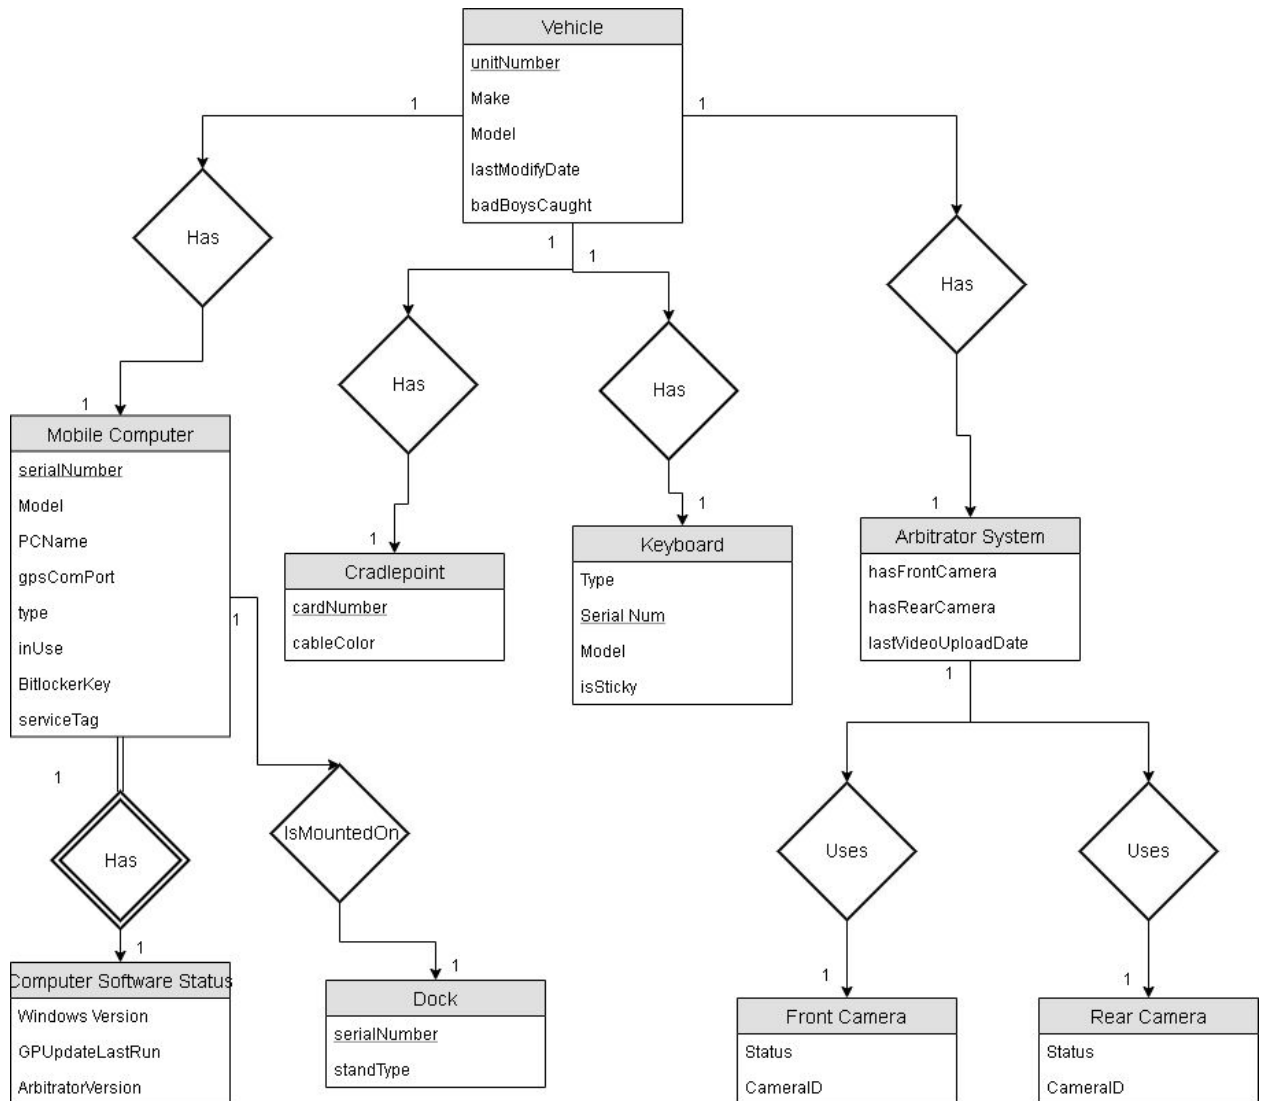 Vehicle
unitNumber
Make
Model
lastModifyDate
badBoysCaught
1
1
1
1
Has
Has
Has
Has
1
Mobile Computer
serialNumber
Model
PCName
gpsComPort
type
inUse
BitlockerKey
serviceTag
1
Cradlepoint
cardNumber
cableColor
1
Keyboard
Type
Serial Num
Model
isSticky
1
Arbitrator System
hasFrontCamera
hasRearCamera
lastVideoUploadDate
1
1
1
Has
IsMountedOn
Uses
Uses
1
Computer Software Status
Windows Version
GPUpdateLastRun
ArbitratorVersion
1
Dock
serialNumber
standType
1
Front Camera
Status
CameraID
1
Rear Camera
Status
CameraID